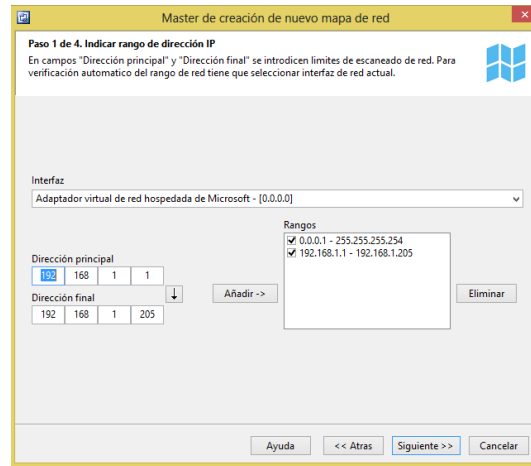 Master de creación de nuevo mapa de red
Paso 1 de 4. Indicar rango de dirección IP
En campos "Dirección principal" y "Dirección final" se introducen limites de escaneado de red. Para
verificación automatico del rango de red tiene que seleccionar interfaz de red actual.
Interfaz
Adaptador virtual de red hospedada de Microsoft - [0.0.0.0]
Rangos
0.0.0.1 - 255.255.255.254
192.168.1.1 - 192.168.1.205
Dirección principal
192 168 1 1
Dirección final
192 168 1 205
Añadir ->
Eliminar
Ayuda
<< Atras
Siguiente >>
Cancelar